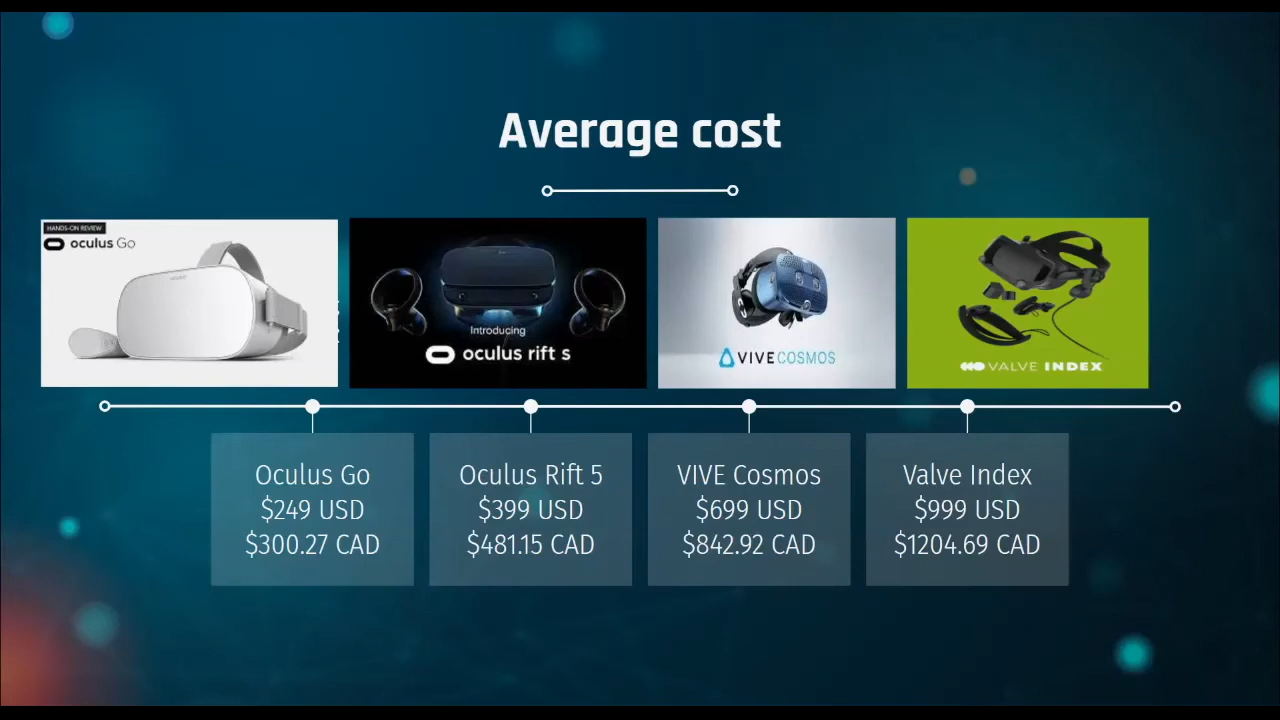 Average cost
HANDS-ON REVIEW
oculus Go
Introducing
oculus rift s
VIVE COSMOS
VALVE INDEX
Oculus Go
$249 USD
$300.27 CAD
Oculus Rift 5
$399 USD
$481.15 CAD
VIVE Cosmos
$699 USD
$842.92 CAD
Valve Index
$999 USD
$1204.69 CAD